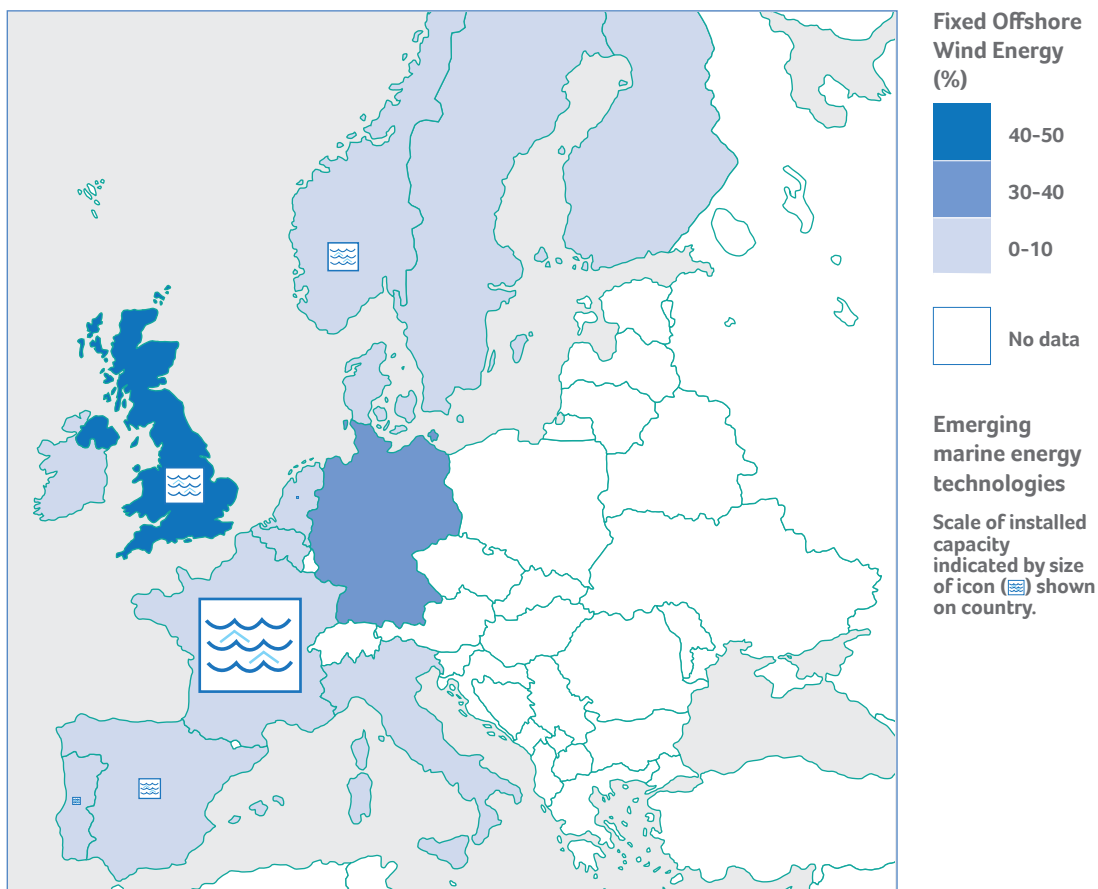 Fixed Offshore
Wind Energy
(%)
40-50
30-40
0-10
No data
Emerging
marine energy
technologies
Scale of installed
capacity
indicated by size
of icon ( ) shown
on country.